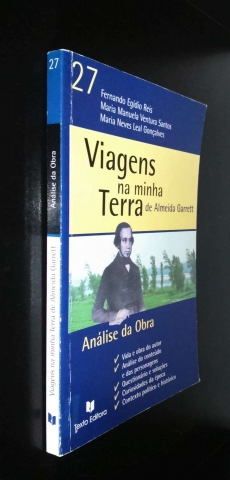 27
Análise da Obra
Viagens na minha Terra de Almeida Garrett
27
Fernando Egídio Reis
Maria Manuela Ventura Santos
Maria Neves Leal Gonçalves
Viagens
na minha
Terra de Almeida Garrett
Análise da Obra
Vida e obra do autor
Análise do conteúdo
e das personagens
Questionário e soluções
Curiosidades da época
Contexto político e histórico
Texto Editora